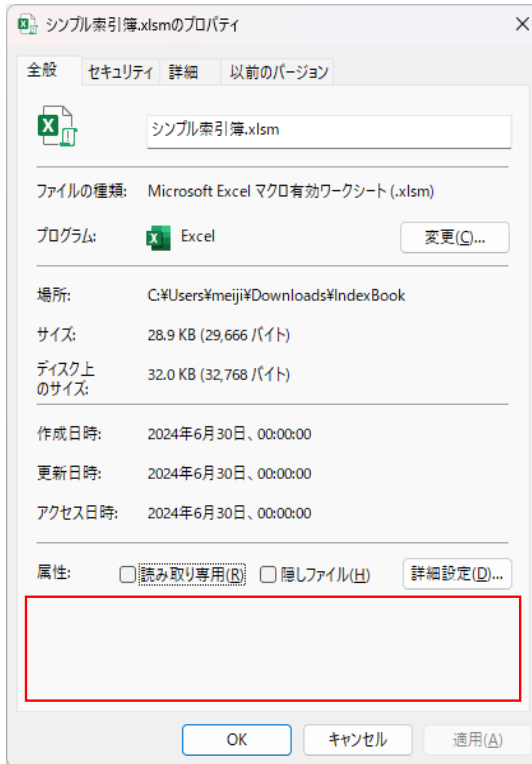 シンプル索引簿.xlsmのプロパティ
全般 セキュリティ 詳細 以前のバージョン
シンプル索引簿.xlsm
ファイルの種類: Microsoft Excel マクロ有効ワークシート (.xlsm)
プログラム: Excel 変更(C)...
場所: C:¥Users¥meiji¥Downloads¥IndexBook
サイズ: 28.9 KB (29,666 バイト)
ディスク上
のサイズ: 32.0 KB (32,768 バイト)
作成日時: 2024年6月30日、00:00:00
更新日時: 2024年6月30日、00:00:00
アクセス日時: 2024年6月30日、00:00:00
属性: 読み取り専用(R) 隠しファイル(H) 詳細設定(D)...
OK キャンセル 適用(A)